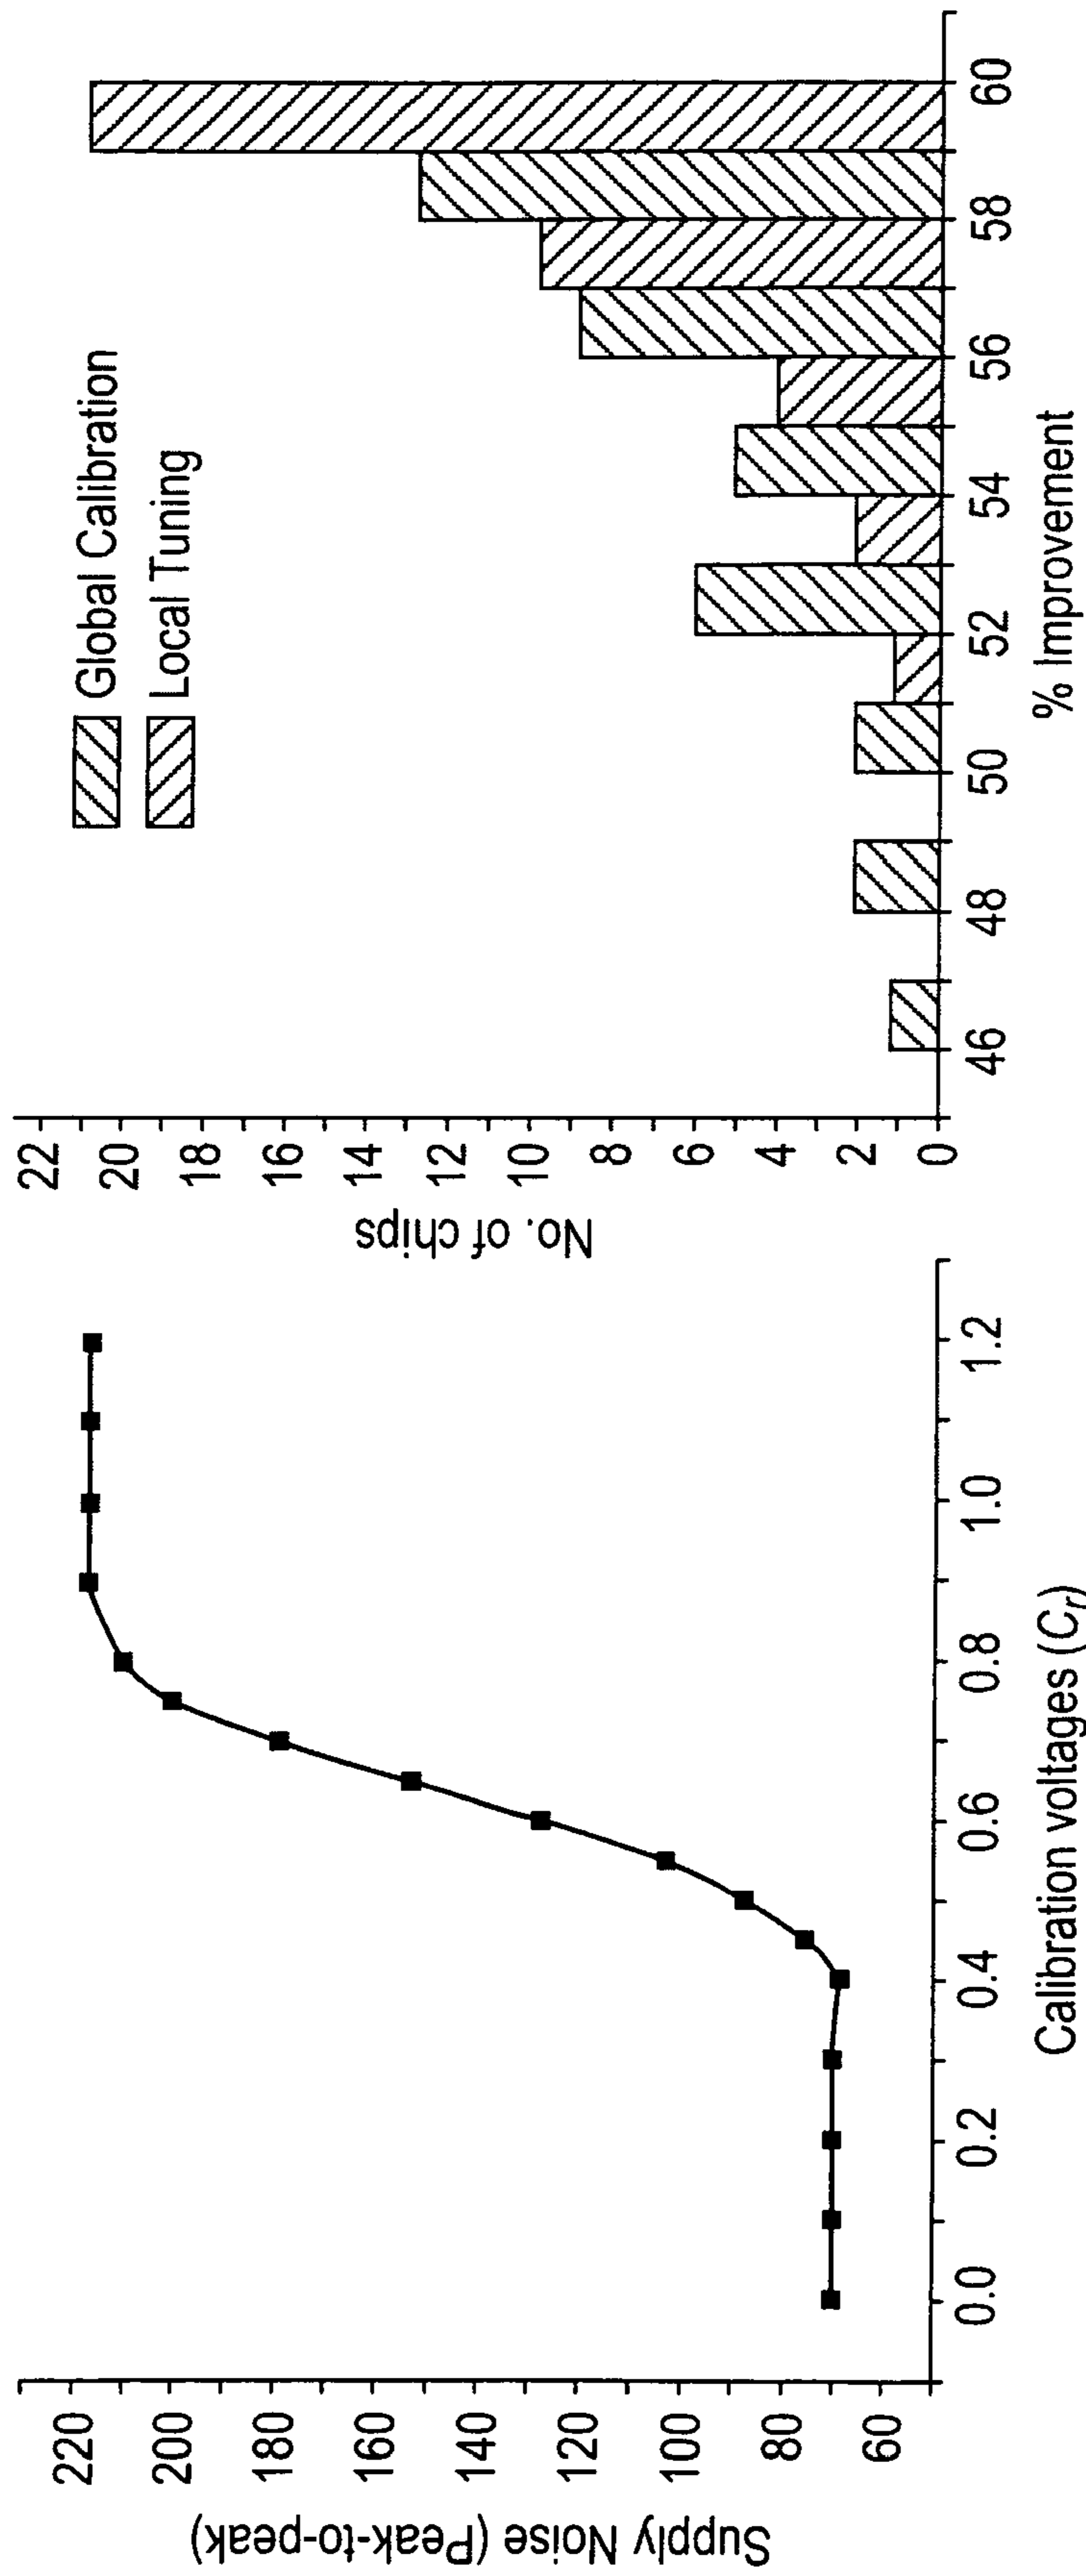 Supply Noise (Peak-to-peak)
220
200
180
160
140
120
100
80
60
0.0 0.2 0.4 0.6 0.8 1.0 1.2
Calibration voltages (Cr)
No. of chips
22
20
18
16
14
12
10
8
6
4
2
0
Global Calibration
Local Tuning
46 48 50 52 54 56 58 60
% Improvement